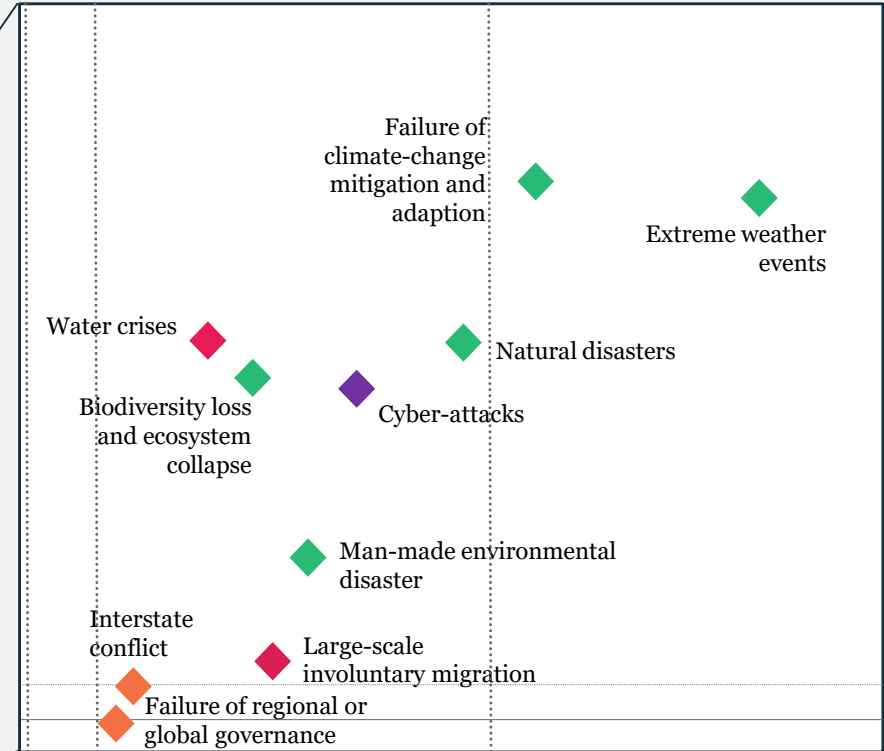 Failure of
climate-change
mitigation and
adaption
Extreme weather
events
Water crises
Natural disasters
Biodiversity loss
and ecosystem
collapse
Cyber-attacks
Man-made environmental
disaster
Interstate
conflict
Large-scale
involuntary migration
Failure of regional or
global governance